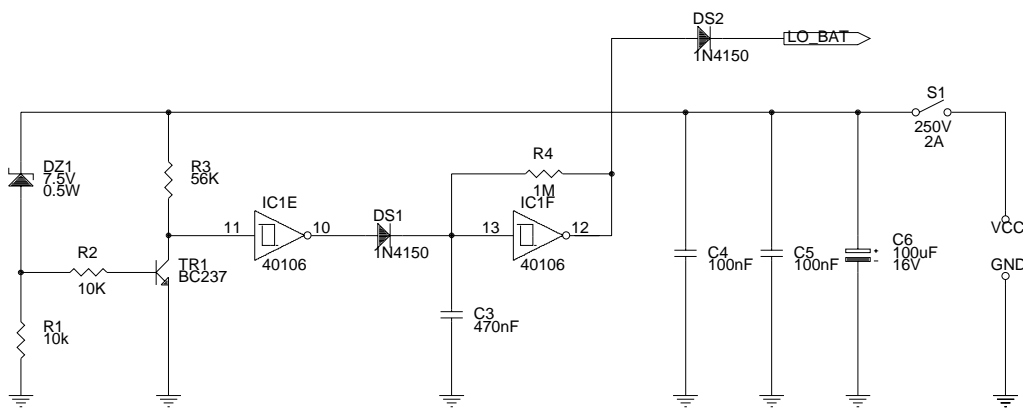 DS2
1N4150
LO_BAT
S1
250V
2A
DZ1
7.5V
0.5W
R3
56K
R4
1M
IC1E
11
10
40106
DS1
1N4150
IC1F
13
12
40106
R2
10K
TR1
BC237
R1
10k
C3
470nF
C4
100nF
C5
100nF
C6
100uF
16V
+
-
VCC
GND